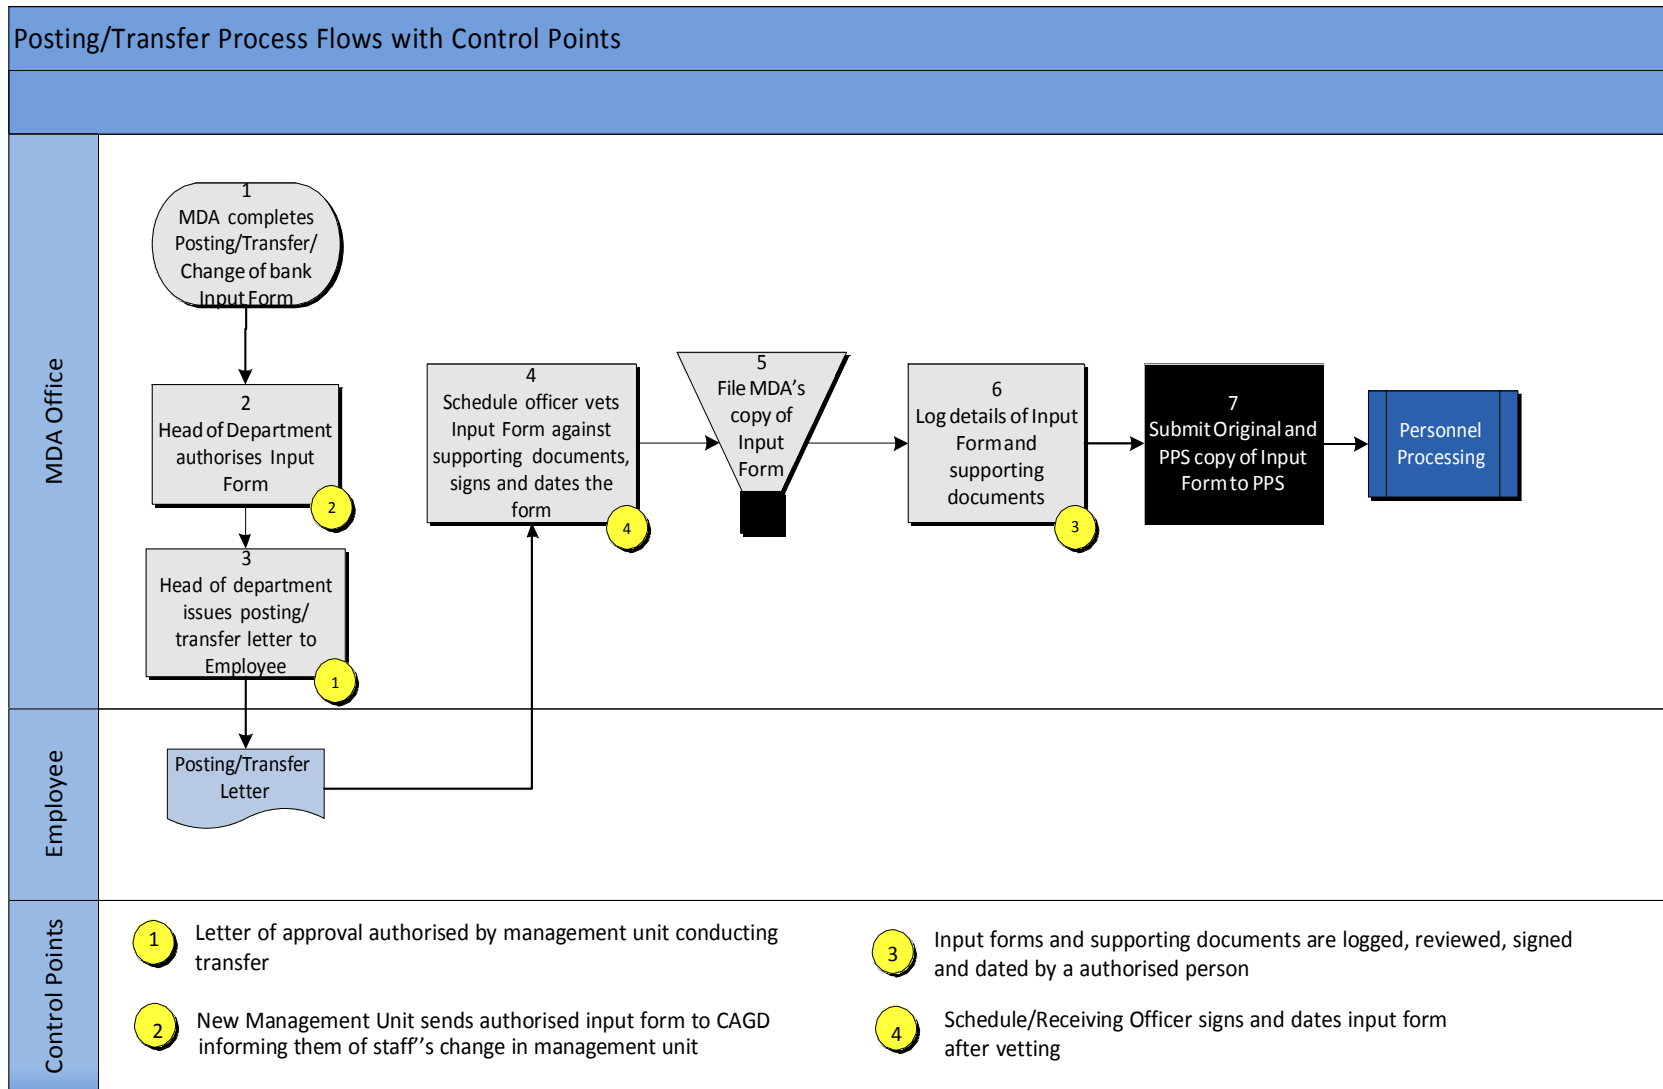 Posting/Transfer Process Flows with Control Points
MDA Office
1
MDA completes
Posting/Transfer/
Change of bank
Input Form
2
Head of Department
authorises Input
Form
2
3
Head of department
issues posting/
transfer letter to
Employee
1
4
Schedule officer vets
Input Form against
supporting documents,
signs and dates the
form
4
5
File MDA's
copy of
Input
Form
6
Log details of Input
Form and
supporting
documents
3
7
Submit Original and
PPS copy of Input
Form to PPS
Personnel
Processing
Employee
Posting/Transfer
Letter
Control Points
1
Letter of approval authorised by management unit conducting
transfer
2
New Management Unit sends authorised input form to CAGD
informing them of staff''s change in management unit
3
Input forms and supporting documents are logged, reviewed, signed
and dated by a authorised person
4
Schedule/Receiving Officer signs and dates input form
after vetting